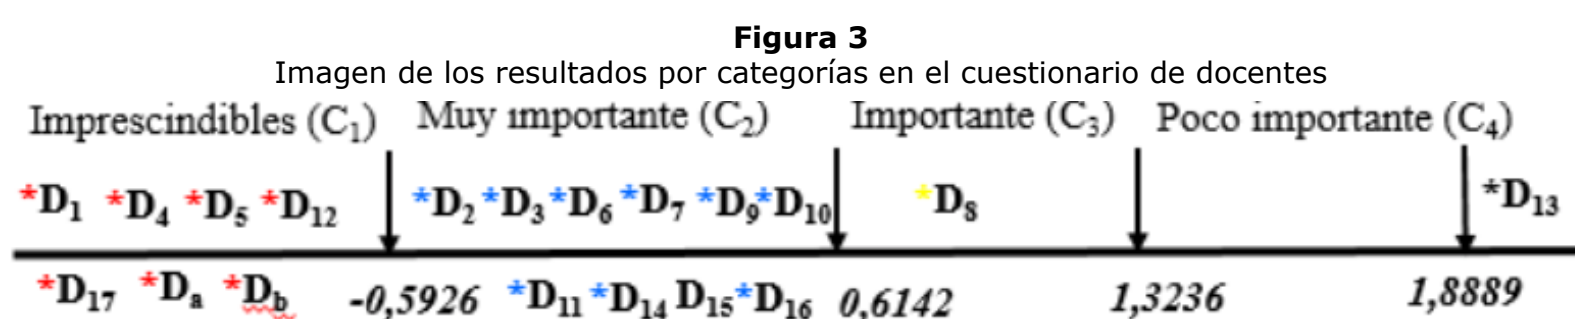 Figura 3
Imagen de los resultados por categorías en el cuestionario de docentes
Imprescindibles (C₁) Muy importante (C₂) Importante (C₃) Poco importante (C₄)
*D₁ *D₄ *D₅ *D₁₂ *D₂ *D₃ *D₆ *D₇ *D₉ *D₁₀ *D₈ *D₁₃
*D₁₇ *Dₐ *D_b -0,5926 *D₁₁ *D₁₄ D₁₅ *D₁₆ 0,6142 1,3236 1,8889